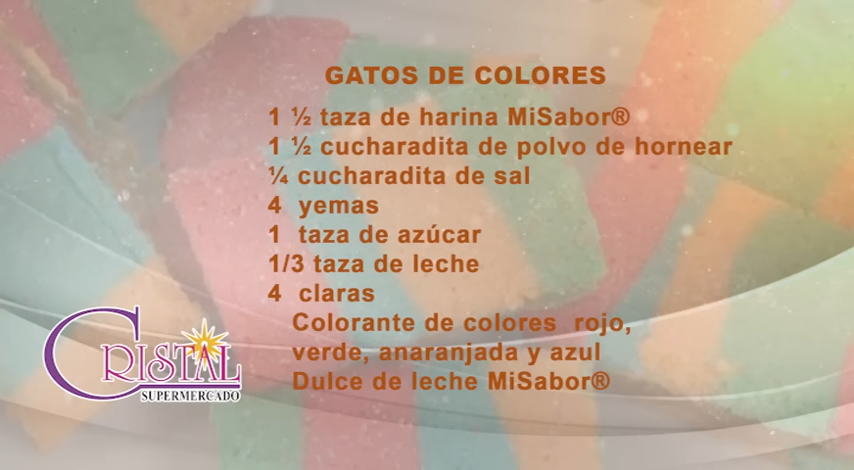 GATOS DE COLORES
1 ½ taza de harina MiSabor®
1 ½ cucharadita de polvo de hornear
¼ cucharadita de sal
4 yemas
1 taza de azúcar
1/3 taza de leche
4 claras
Colorante de colores rojo,
verde, anaranjada y azul
Dulce de leche MiSabor®
CRISTAL
SUPERMERCADO